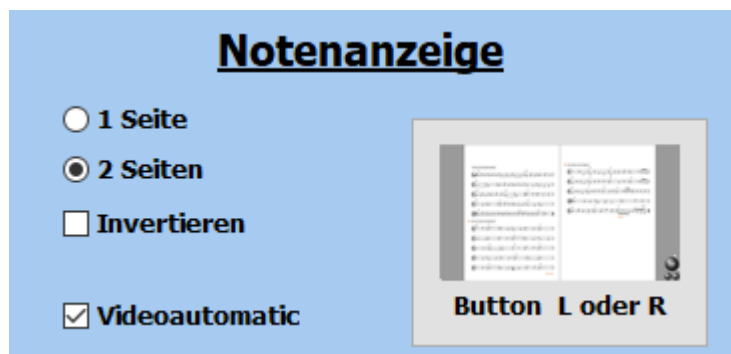 Notenanzeige
1 Seite
2 Seiten
Invertieren
Videoautomatic
Button L oder R